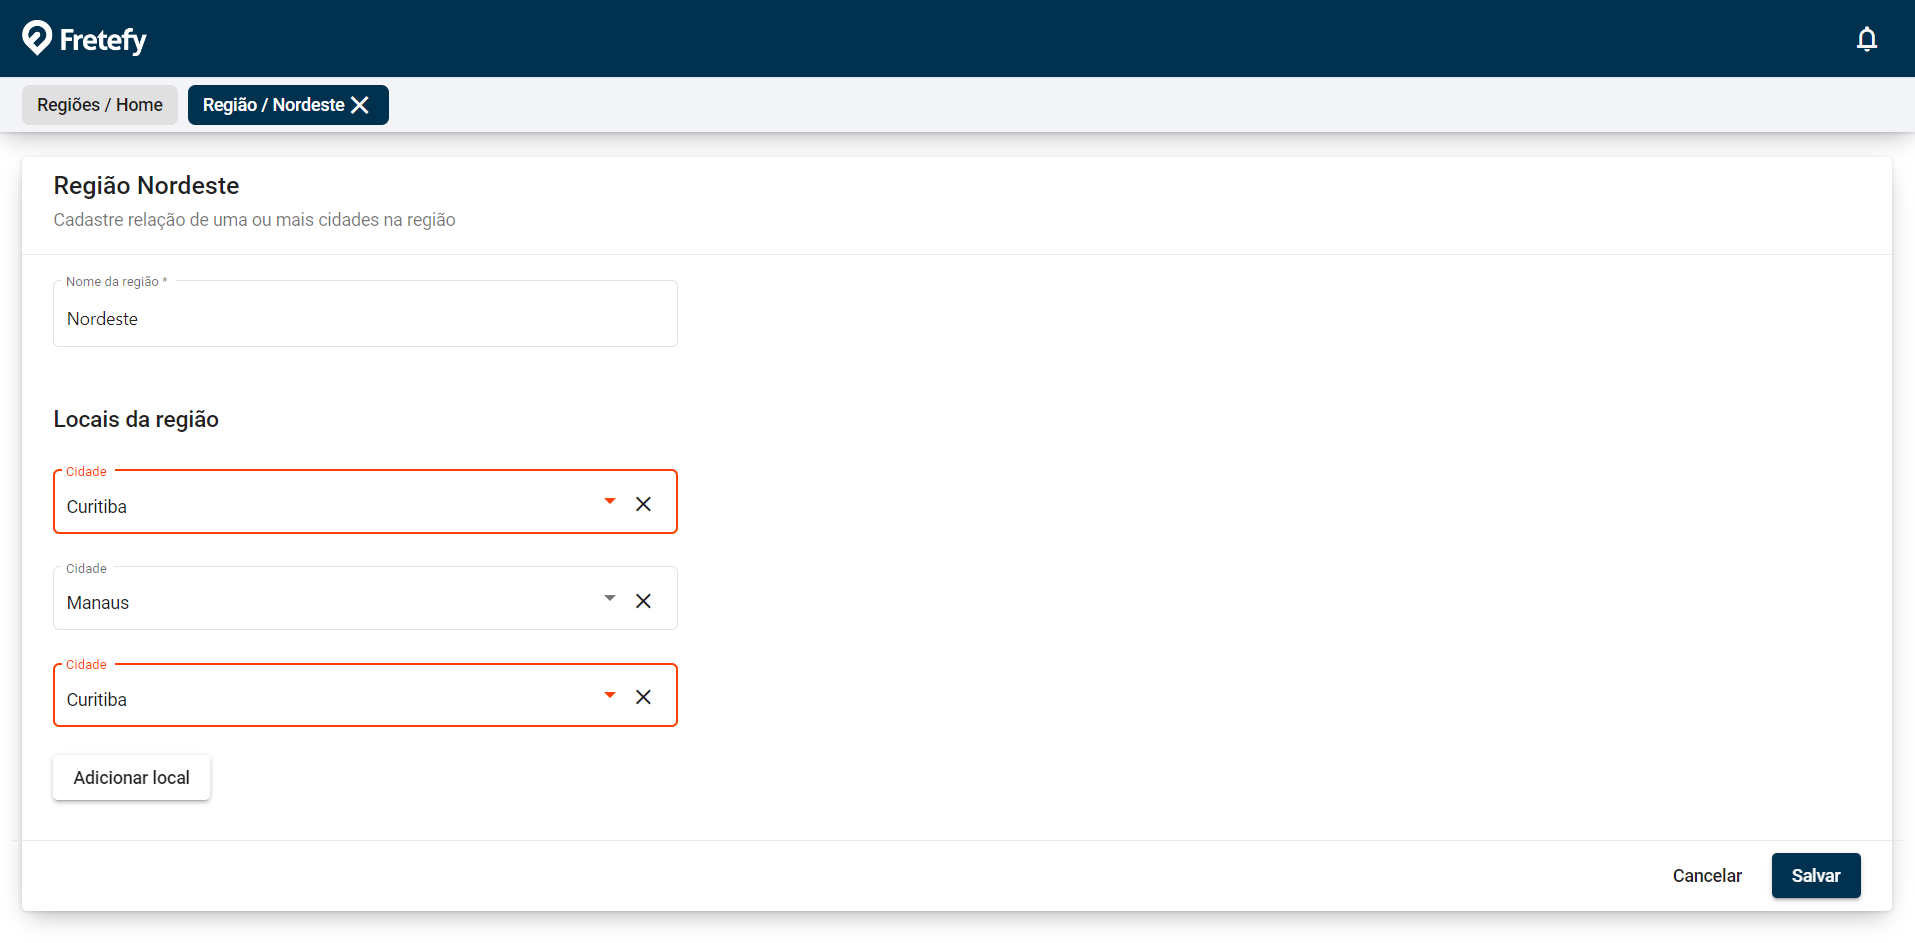 Fretefy
Regiões / Home
Região / Nordeste
Região Nordeste
Cadastre relação de uma ou mais cidades na região
Nome da região *
Nordeste
Locais da região
Cidade
Curitiba
Cidade
Manaus
Cidade
Curitiba
Adicionar local
Cancelar
Salvar